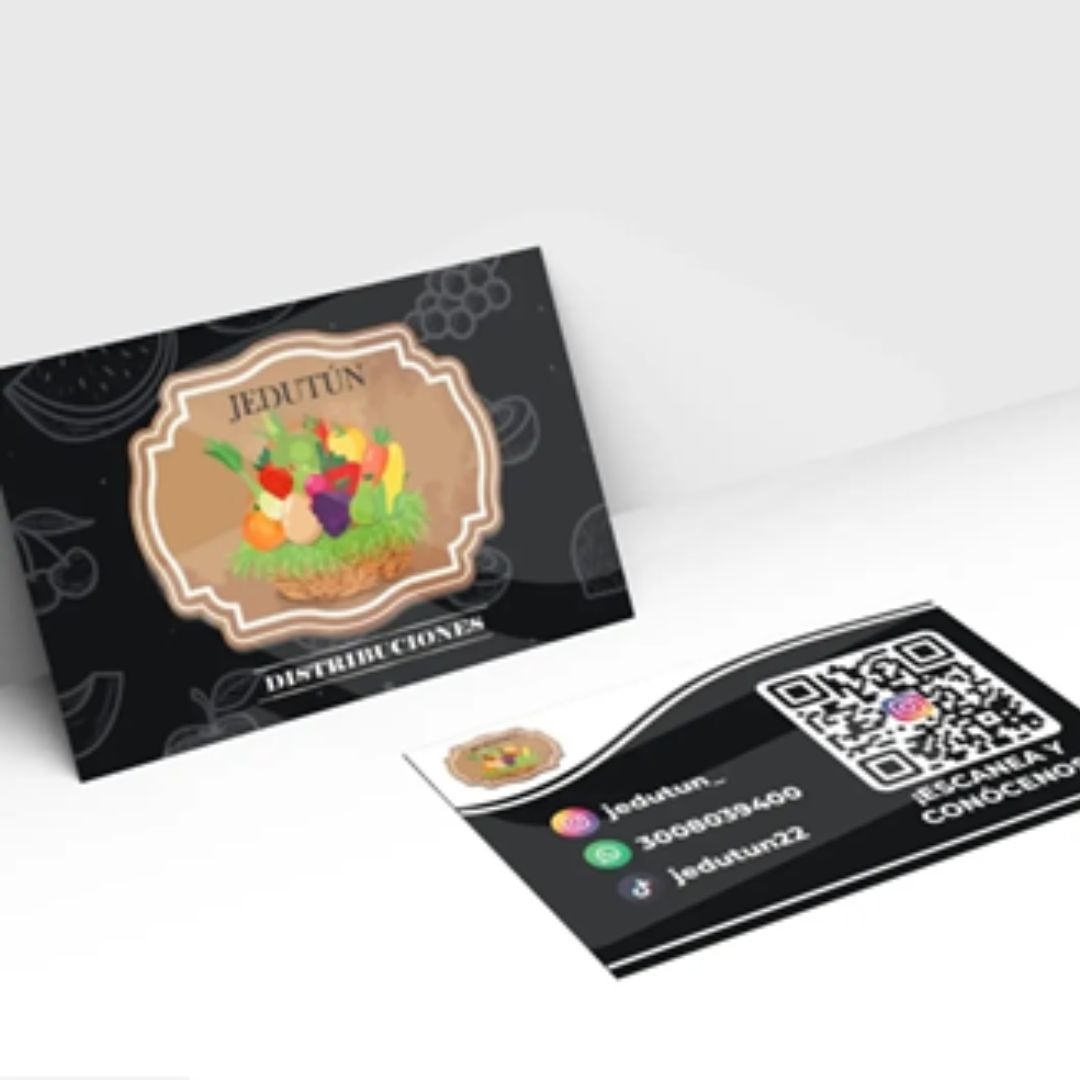 JEDUTÚN
DISTRIBUCIONES
jedutun_
3008039400
jedutun22
¡ESCANEA Y
CONÓCENOS